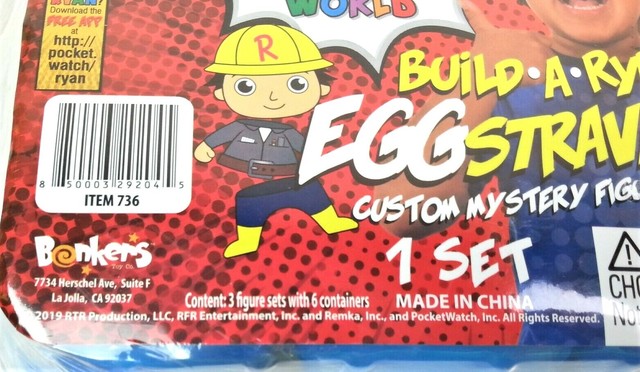 RYAN?
Download the
FREE APP
at
http://
pocket.
watch/
ryan
WORLD
R
BUILD•A•RY
EGGSTRAV
CUSTOM MYSTERY FIGU
8 50003 29204 5
ITEM 736
Bonkers
Toy Co.
™
7734 Herschel Ave, Suite F
La Jolla, CA 92037
1 SET
Content: 3 figure sets with 6 containers
MADE IN CHINA
2019 RTR Production, LLC, RFR Entertainment, Inc. and Remka, Inc., and PocketWatch, Inc. All Rights Reserved.
CHO
Not